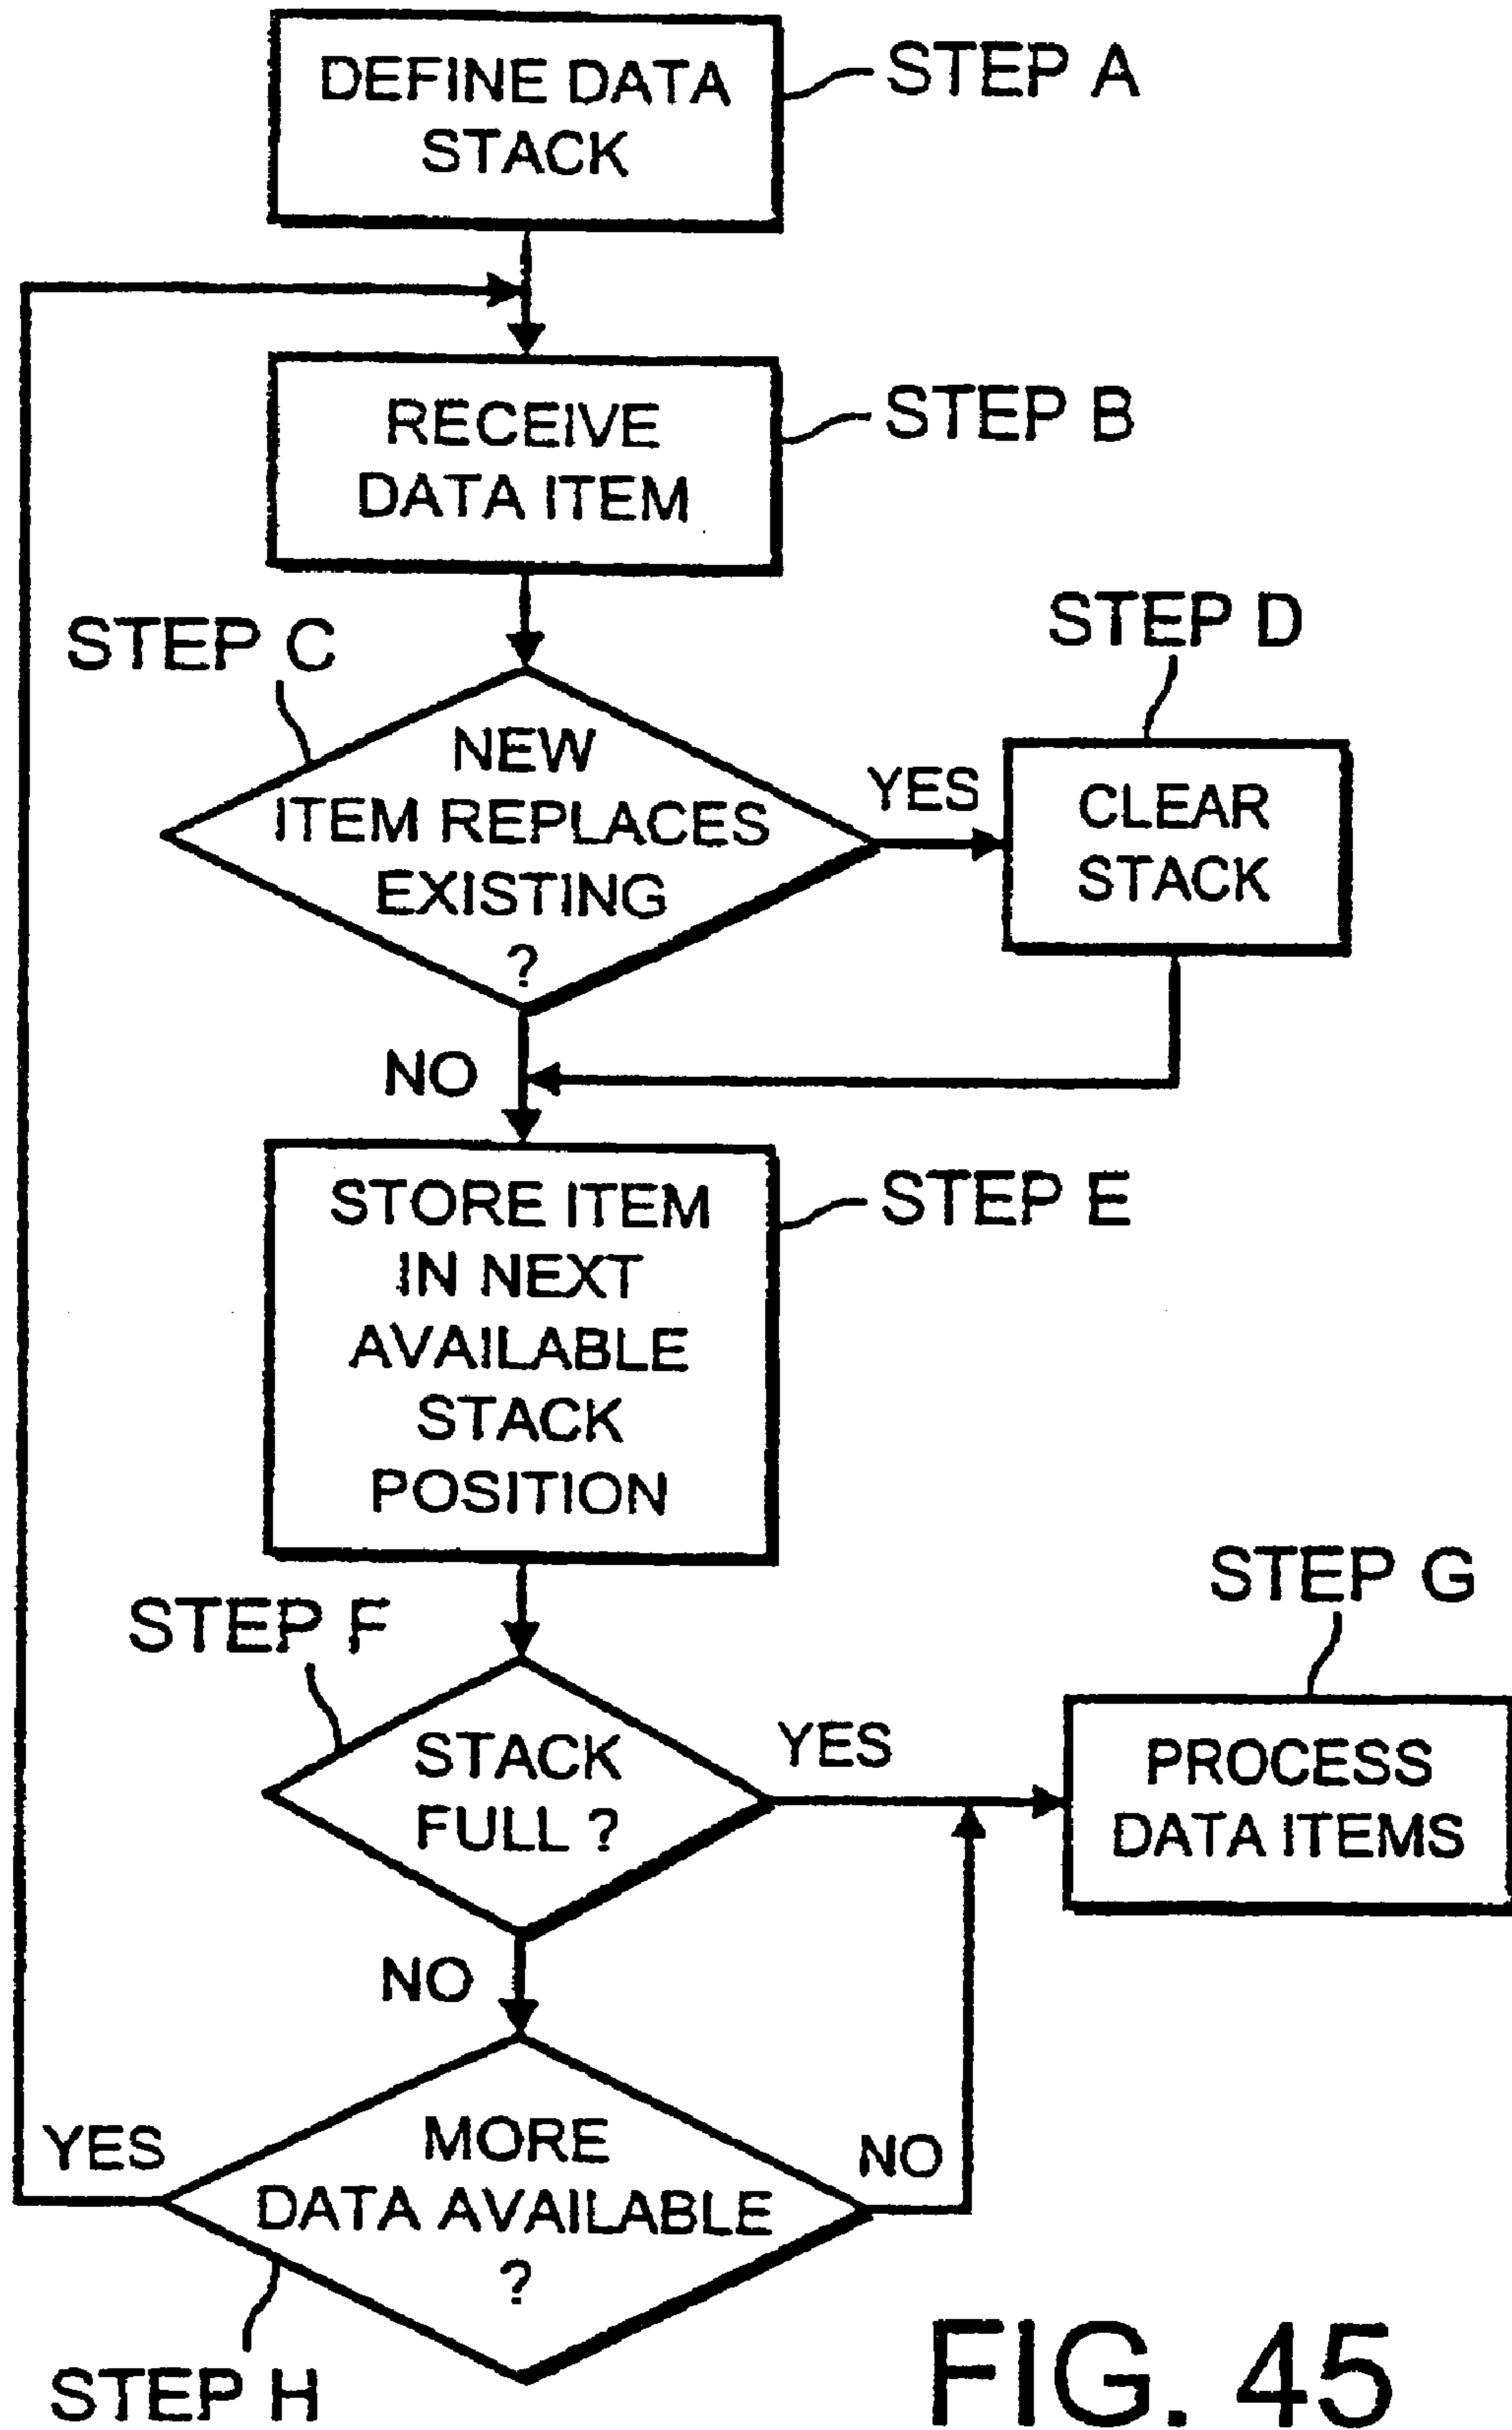 DEFINE DATA
STACK
STEP A
RECEIVE
DATA ITEM
STEP B
STEP C
NEW
ITEM REPLACES
EXISTING
?
YES
STEP D
CLEAR
STACK
NO
STORE ITEM
IN NEXT
AVAILABLE
STACK
POSITION
STEP E
STEP F
STACK
FULL ?
YES
STEP G
PROCESS
DATA ITEMS
NO
YES
MORE
DATA AVAILABLE
?
NO
STEP H
FIG. 45